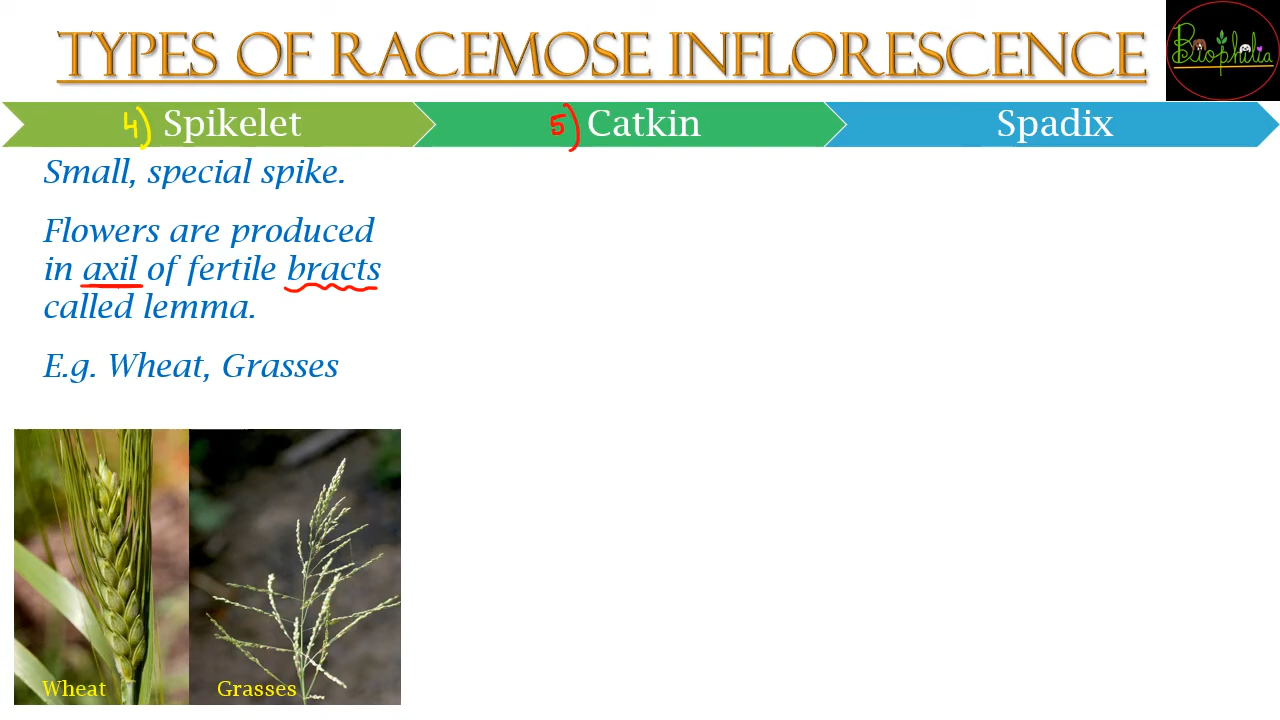 TYPES OF RACEMOSE INFLORESCENCE
Biophilia
4) Spikelet
5) Catkin
Spadix
Small, special spike.
Flowers are produced
in axil of fertile bracts
called lemma.
E.g. Wheat, Grasses
Wheat
Grasses